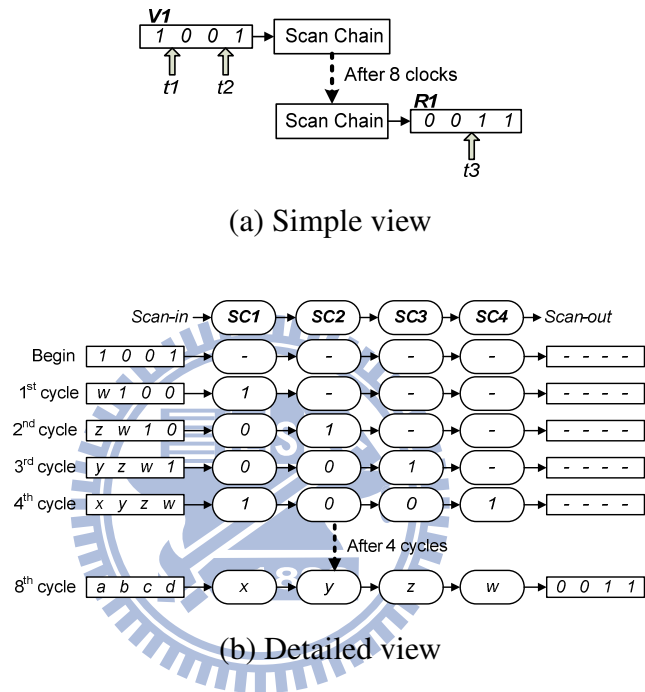 V1
1 0 0 1
Scan Chain
t1 t2
After 8 clocks
Scan Chain
R1
0 0 1 1
t3
(a) Simple view
Scan-in SC1 SC2 SC3 SC4 Scan-out
Begin 1 0 0 1 - - - - - - - -
1st cycle w 1 0 0 1 - - - - - - -
2nd cycle z w 1 0 0 1 - - - - - -
3rd cycle y z w 1 0 0 1 - - - - -
4th cycle x y z w 1 0 0 1 - - - -
After 4 cycles
8th cycle a b c d x y z w 0 0 1 1
(b) Detailed view